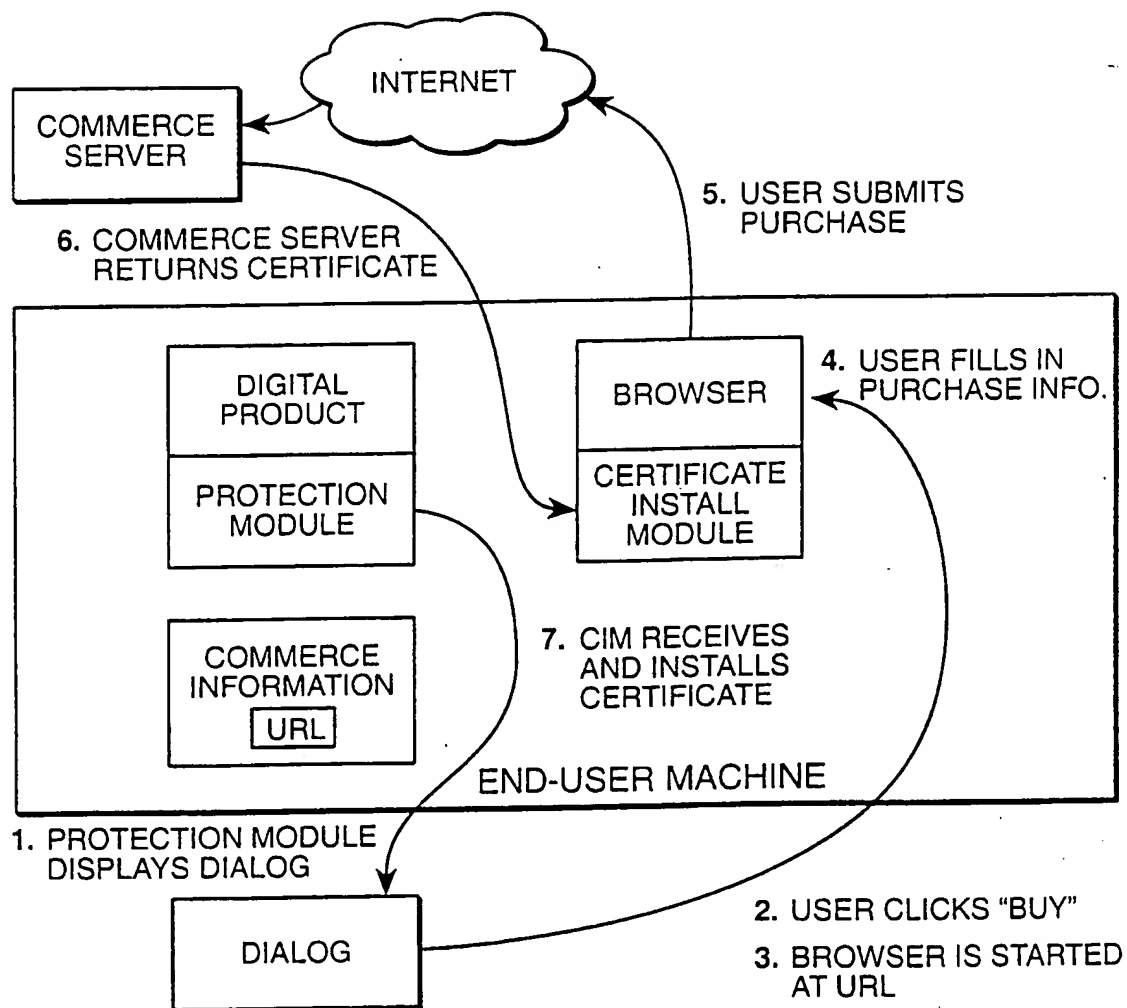 INTERNET
COMMERCE
SERVER
5. USER SUBMITS
PURCHASE
6. COMMERCE SERVER
RETURNS CERTIFICATE
DIGITAL
PRODUCT
PROTECTION
MODULE
BROWSER
CERTIFICATE
INSTALL
MODULE
4. USER FILLS IN
PURCHASE INFO.
COMMERCE
INFORMATION
URL
7. CIM RECEIVES
AND INSTALLS
CERTIFICATE
END-USER MACHINE
1. PROTECTION MODULE
DISPLAYS DIALOG
DIALOG
2. USER CLICKS “BUY”
3. BROWSER IS STARTED
AT URL